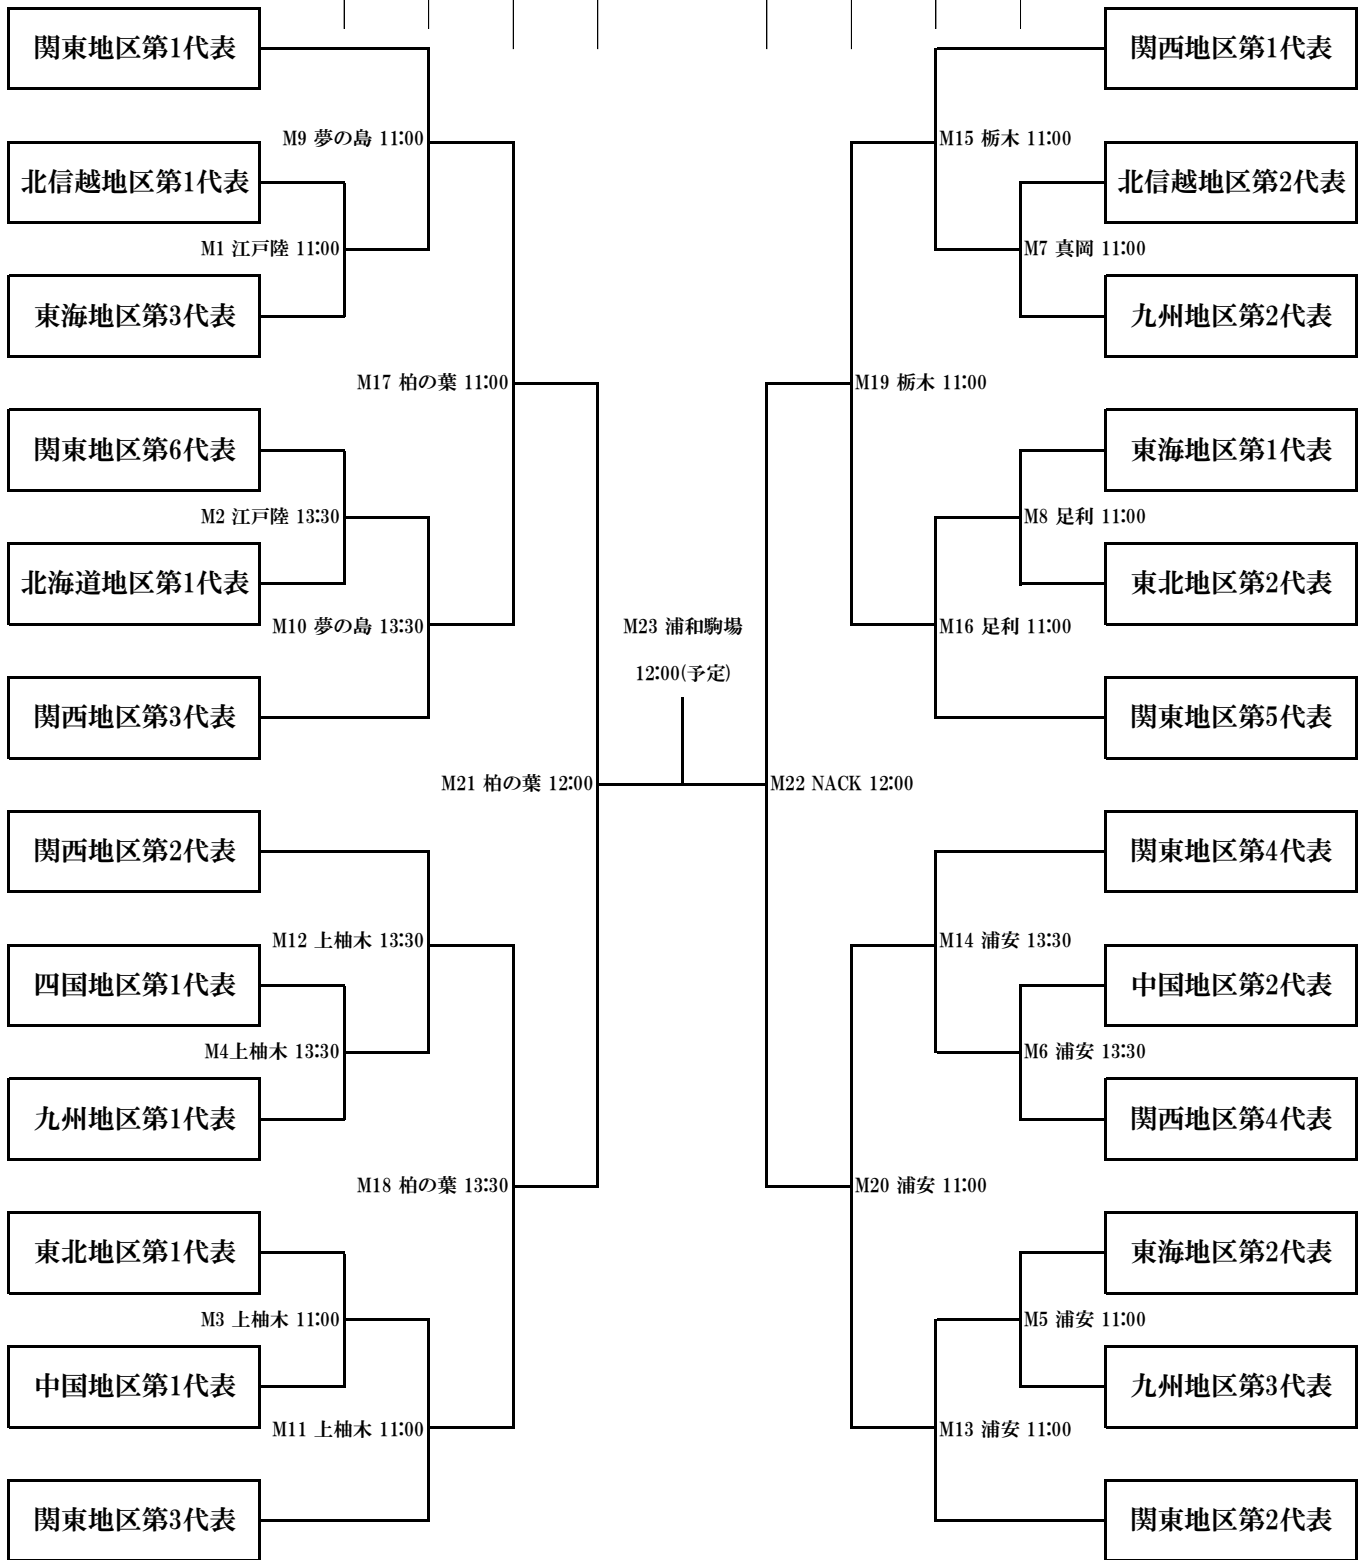 関東地区第1代表
関西地区第1代表
M9 夢の島 11:00
M15 栃木 11:00
北信越地区第1代表
北信越地区第2代表
M1 江戸陸 11:00
M7 真岡 11:00
東海地区第3代表
九州地区第2代表
M17 柏の葉 11:00
M19 栃木 11:00
関東地区第6代表
東海地区第1代表
M2 江戸陸 13:30
M8 足利 11:00
北海道地区第1代表
東北地区第2代表
M10 夢の島 13:30
M23 浦和駒場
12:00(予定)
M16 足利 11:00
関西地区第3代表
関東地区第5代表
M21 柏の葉 12:00
M22 NACK 12:00
関西地区第2代表
関東地区第4代表
M12 上柚木 13:30
M14 浦安 13:30
四国地区第1代表
中国地区第2代表
M4上柚木 13:30
M6 浦安 13:30
九州地区第1代表
関西地区第4代表
M18 柏の葉 13:30
M20 浦安 11:00
東北地区第1代表
東海地区第2代表
M3 上柚木 11:00
M5 浦安 11:00
中国地区第1代表
九州地区第3代表
M11 上柚木 11:00
M13 浦安 11:00
関東地区第3代表
関東地区第2代表